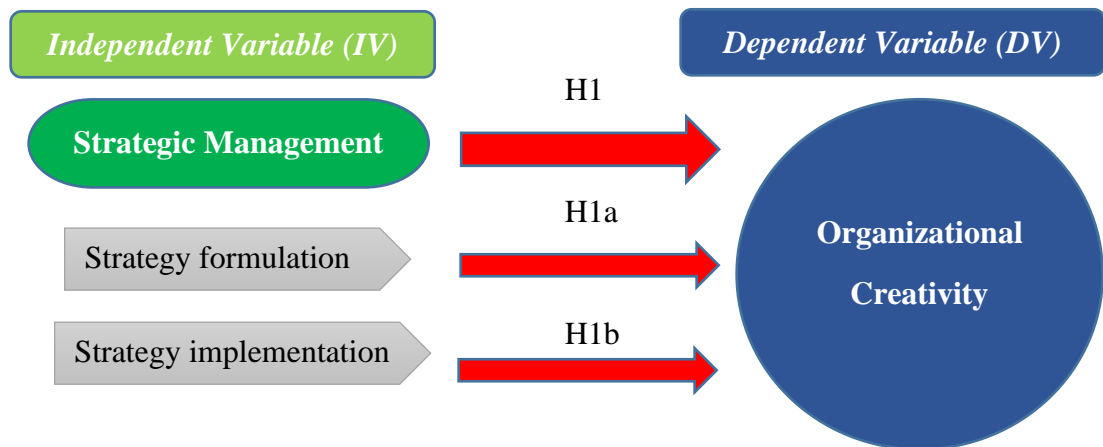 Independent Variable (IV)
Dependent Variable (DV)
H1
Strategic Management
H1a
Strategy formulation
Organizational
Creativity
H1b
Strategy implementation